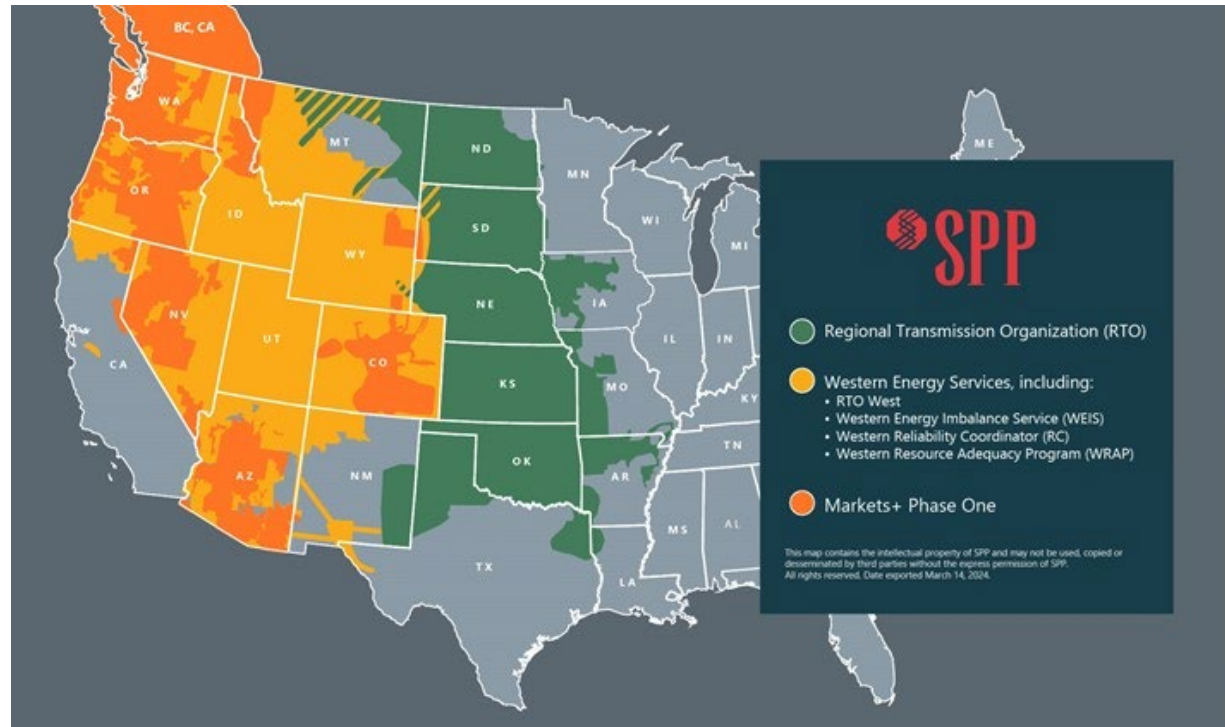 BC, CA
WA
MT
ND
MN
ME
OR
ID
SD
WI
MI
WY
NE
IA
NV
UT
CO
IL
IN
CA
KS
MO
KY
AZ
NM
OK
AR
TN
MS
AL
TX
LA
SPP
Regional Transmission Organization (RTO)
Western Energy Services, including:
• RTO West
• Western Energy Imbalance Service (WEIS)
• Western Reliability Coordinator (RC)
• Western Resource Adequacy Program (WRAP)
Markets+ Phase One
This map contains the intellectual property of SPP and may not be used, copied or
desseminated by third parties without the express permission of SPP.
All rights reserved. Date exported March 14, 2024.